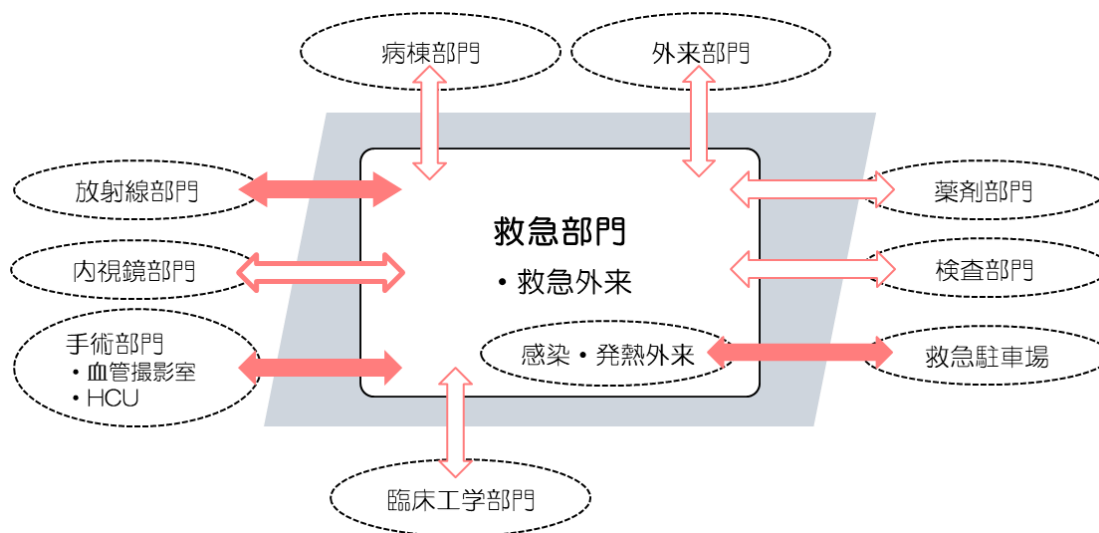 病棟部門
外来部門
放射線部門
薬剤部門
救急部門
・救急外来
内視鏡部門
検査部門
手術部門
・血管撮影室
・HCU
感染・発熱外来
救急駐車場
臨床工学部門